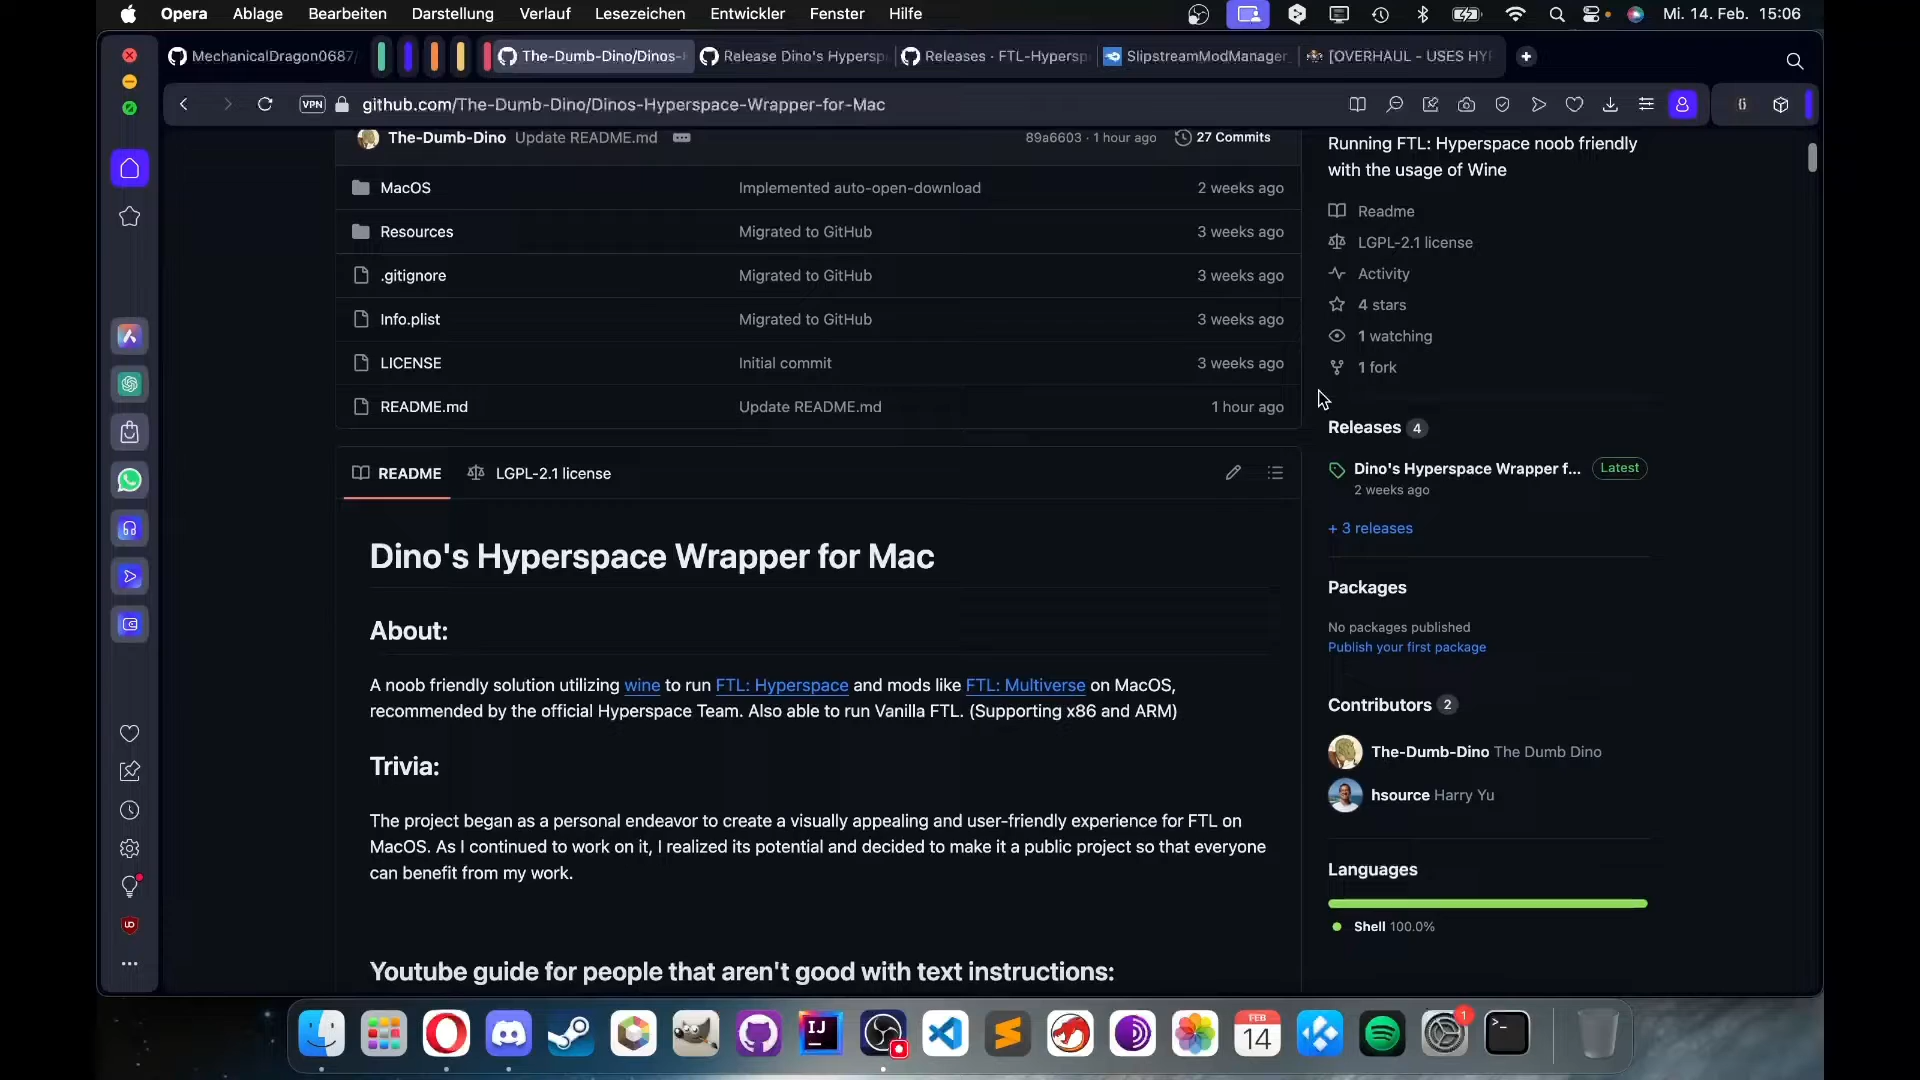 Opera Ablage Bearbeiten Darstellung Verlauf Lesezeichen Entwickler Fenster Hilfe Mi. 14. Feb. 15:06
MechanicalDragon0687/ The-Dumb-Dino/Dinos- Release Dino's Hypersp Releases · FTL-Hypersp SlipstreamModManager [OVERHAUL - USES HYP
VPN github.com/The-Dumb-Dino/Dinos-Hyperspace-Wrapper-for-Mac
The-Dumb-Dino Update README.md 89a6603 · 1 hour ago 27 Commits
MacOS Implemented auto-open-download 2 weeks ago
Resources Migrated to GitHub 3 weeks ago
.gitignore Migrated to GitHub 3 weeks ago
Info.plist Migrated to GitHub 3 weeks ago
LICENSE Initial commit 3 weeks ago
README.md Update README.md 1 hour ago
README LGPL-2.1 license
Dino's Hyperspace Wrapper for Mac
About:
A noob friendly solution utilizing wine to run FTL: Hyperspace and mods like FTL: Multiverse on MacOS,
recommended by the official Hyperspace Team. Also able to run Vanilla FTL. (Supporting x86 and ARM)
Trivia:
The project began as a personal endeavor to create a visually appealing and user-friendly experience for FTL on
MacOS. As I continued to work on it, I realized its potential and decided to make it a public project so that everyone
can benefit from my work.
Youtube guide for people that aren't good with text instructions:
Running FTL: Hyperspace noob friendly
with the usage of Wine
Readme
LGPL-2.1 license
Activity
4 stars
1 watching
1 fork
Releases 4
Dino's Hyperspace Wrapper f... Latest
2 weeks ago
+ 3 releases
Packages
No packages published
Publish your first package
Contributors 2
The-Dumb-Dino The Dumb Dino
hsource Harry Yu
Languages
Shell 100.0%
FEB
14
IJ
1